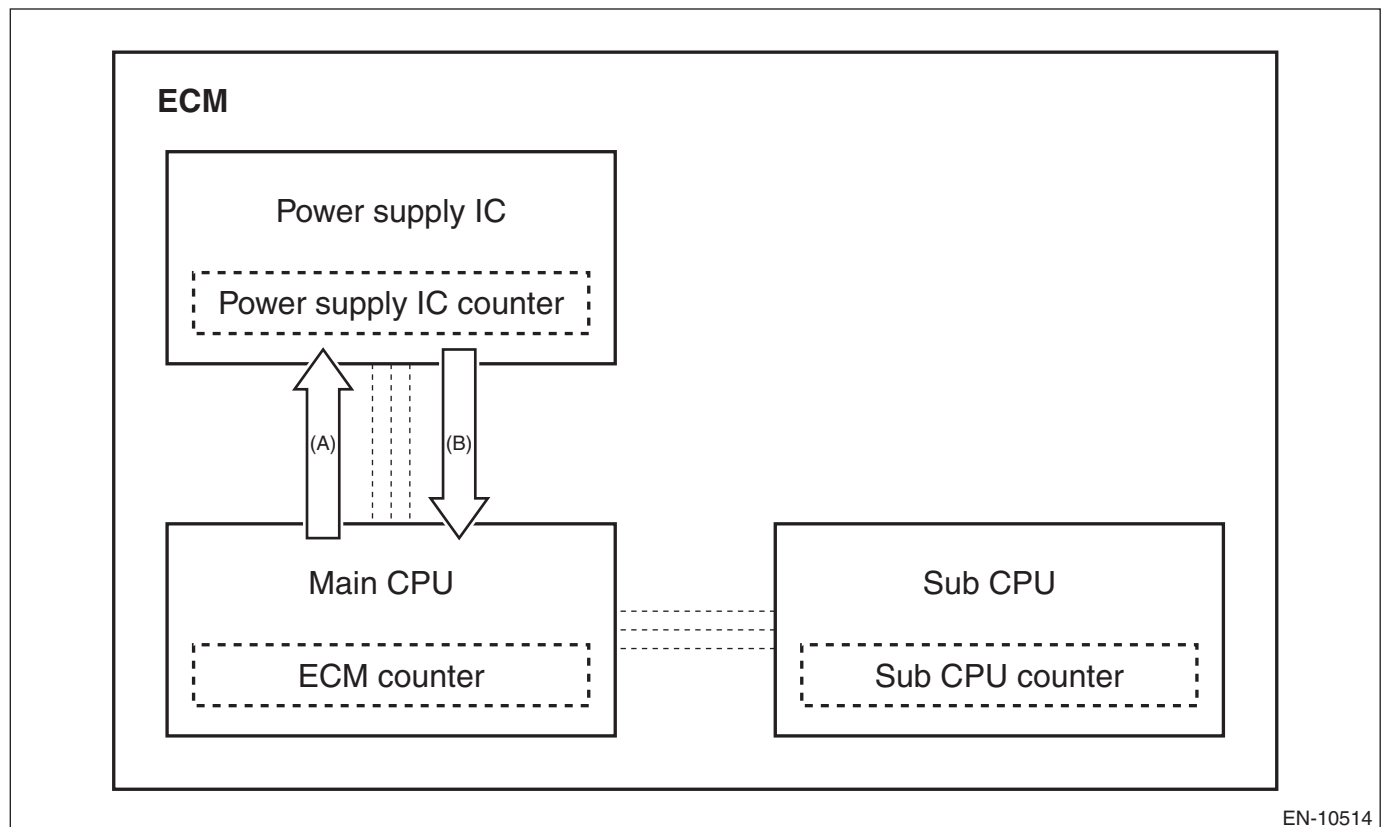 ECM
Power supply IC
Power supply IC counter
(A)
(B)
Main CPU
ECM counter
Sub CPU
Sub CPU counter
EN-10514